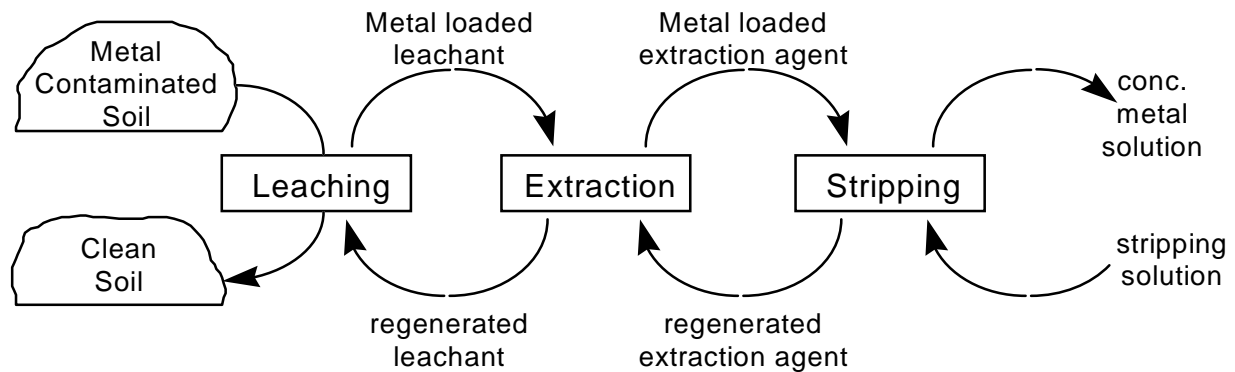 Metal
Contaminated
Soil
Metal loaded
leachant
Metal loaded
extraction agent
conc.
metal
solution
Leaching
Extraction
Stripping
Clean
Soil
stripping
solution
regenerated
leachant
regenerated
extraction agent